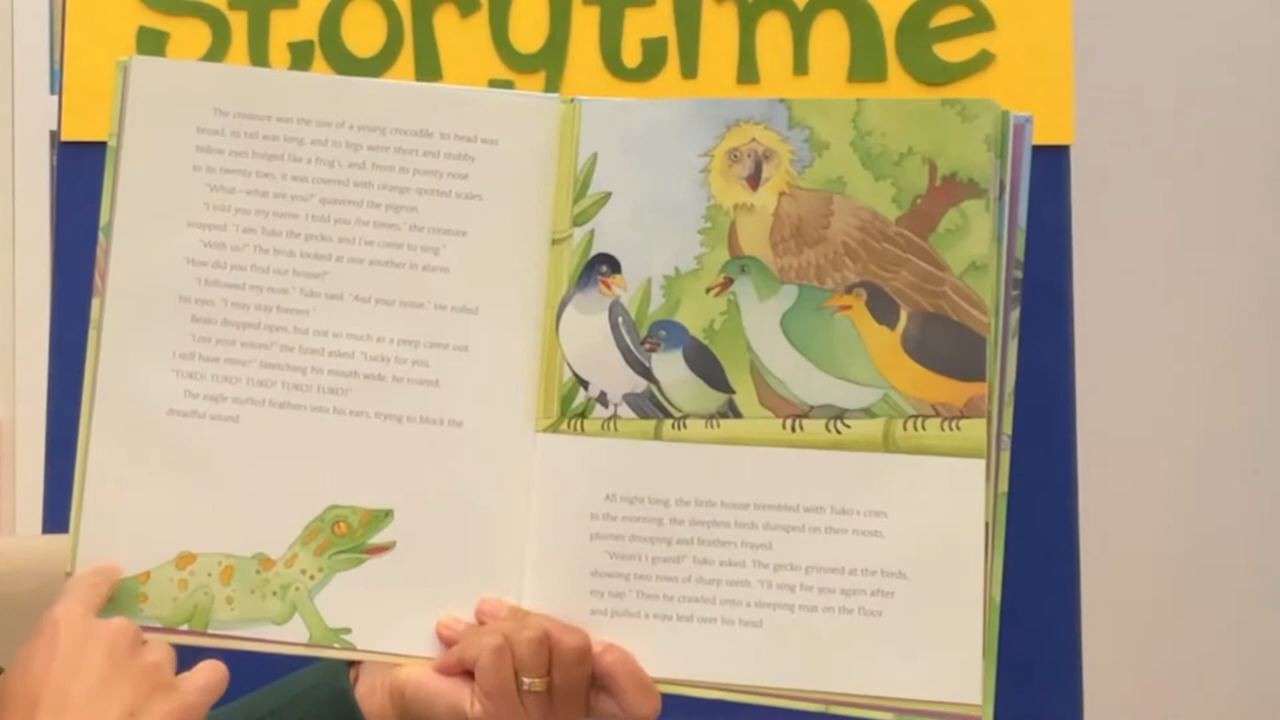 Storytime
The creature was the size of a young crocodile. Its head was
broad, its tail was long, and its legs were short and stubby.
Yellow eyes bulged like a frog's, and, from its pointy nose
to its twenty toes, it was covered with orange-spotted scales.
"What—what are you?" quavered the pigeon.
"I told you my name. I told you five times," the creature
snapped. "I am Tuko the gecko, and I've come to sing."
"With us?" The birds looked at one another in alarm.
"How did you find our house?"
"I followed my nose," Tuko said. "And your noise." He rolled
his eyes. "I may stay forever."
Beaks dropped open, but not so much as a peep came out.
"Lost your voices?" the lizard asked. "Lucky for you,
I still have mine!" Stretching his mouth wide, he roared,
"TUKO! TUKO! TUKO! TUKO! TUKO!"
The eagle stuffed feathers into his ears, trying to block the
dreadful sound.
All night long, the little house trembled with Tuko's cries.
In the morning, the sleepless birds slumped on their roosts,
plumes drooping and feathers frayed.
"Wasn't I grand?" Tuko asked. The gecko grinned at the birds,
showing two rows of sharp teeth. "I'll sing for you again after
my nap." Then he crawled onto a sleeping mat on the floor
and pulled a nipa leaf over his head.